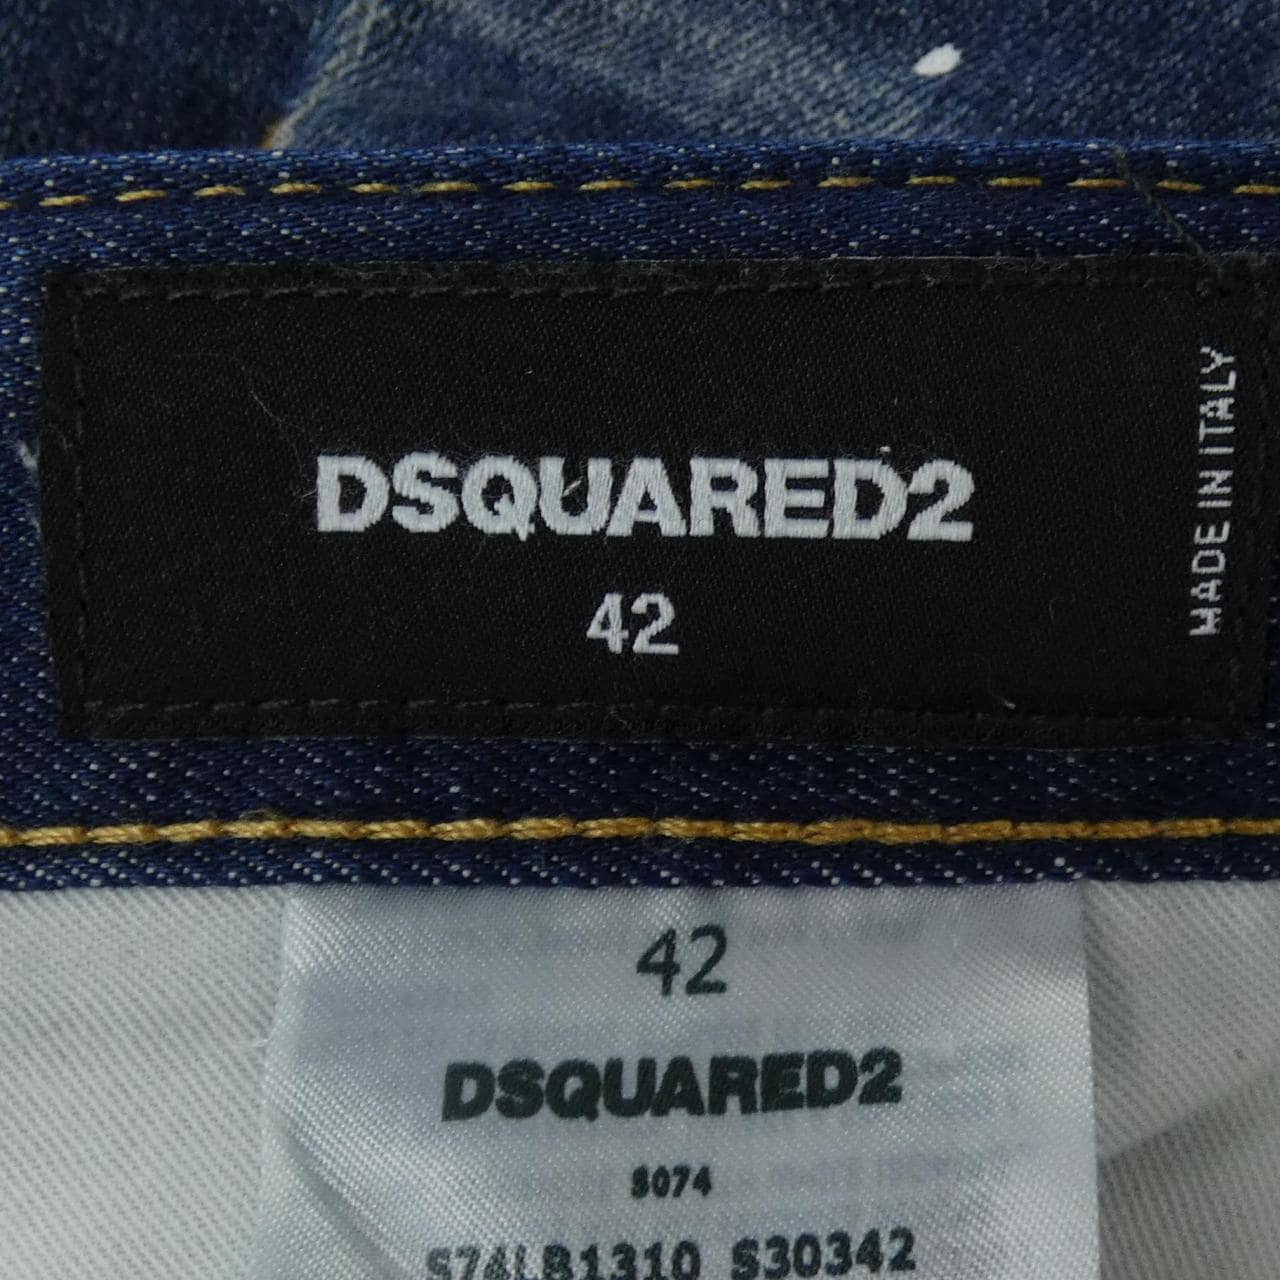 DSQUARED2
42
MADE IN ITALY
42
DSQUARED2
S074
S74LB1310 S30342